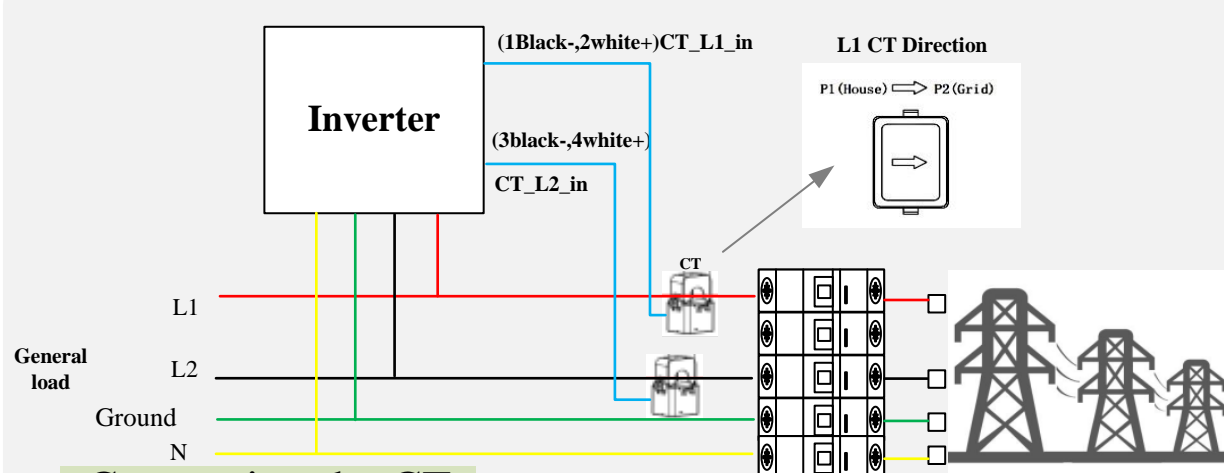 (1Black-,2white+)CT_L1_in
L1 CT Direction
P1(House) P2(Grid)
Inverter
(3black-,4white+)
CT_L2_in
CT
L1
General
load
L2
Ground
N